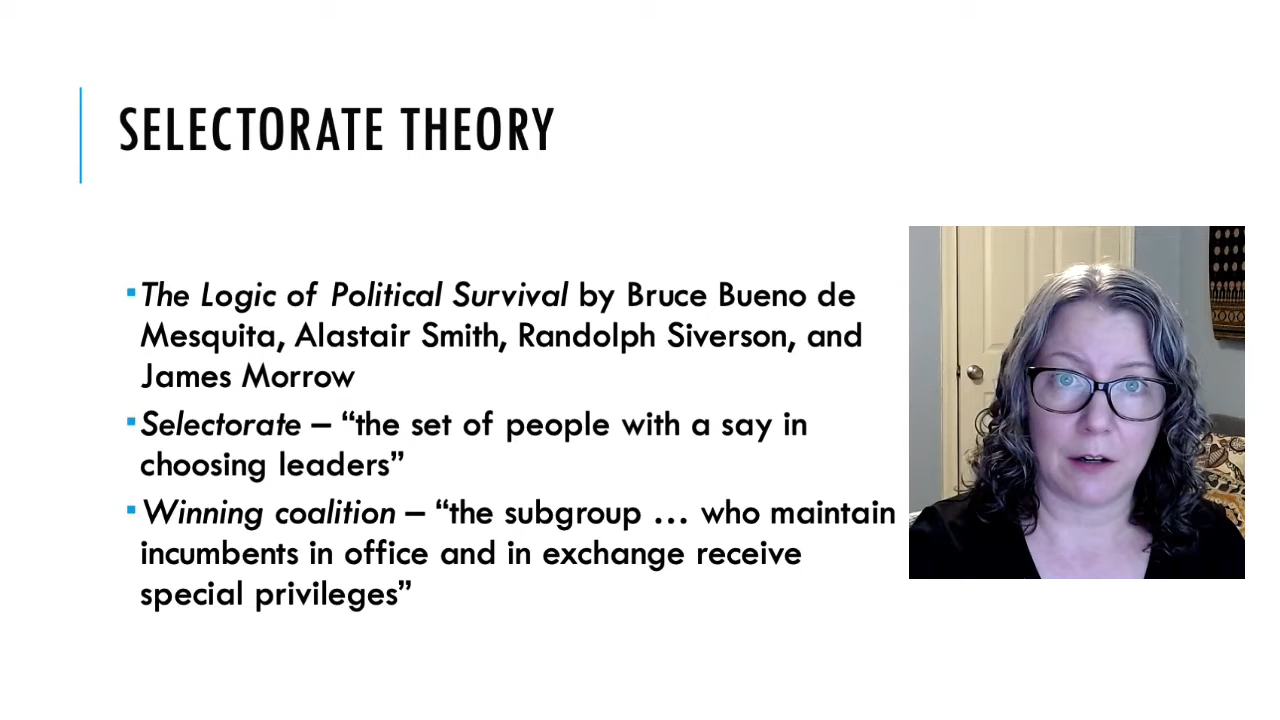 SELECTORATE THEORY
▪The Logic of Political Survival by Bruce Bueno de
Mesquita, Alastair Smith, Randolph Siverson, and
James Morrow
▪Selectorate – “the set of people with a say in
choosing leaders”
▪Winning coalition – “the subgroup … who maintain
incumbents in office and in exchange receive
special privileges”